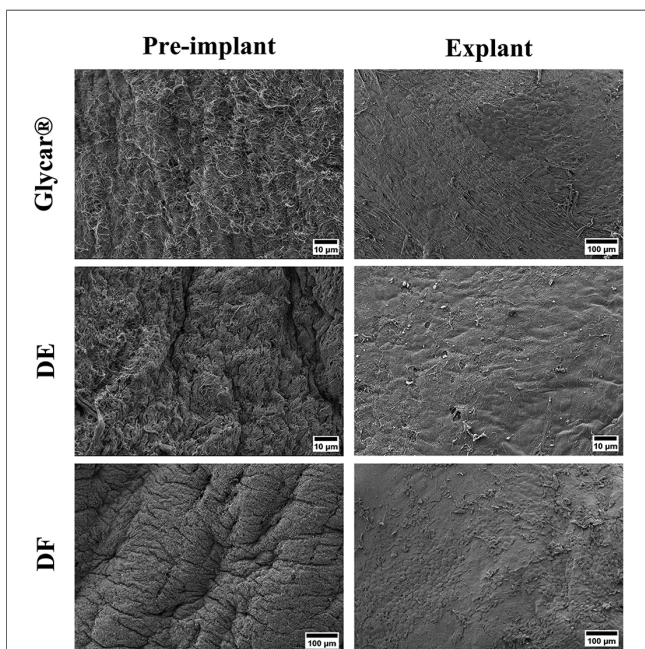 Pre-implant Explant
Glycar®
10 µm 100 µm
DE
10 µm 10 µm
DF
100 µm 100 µm